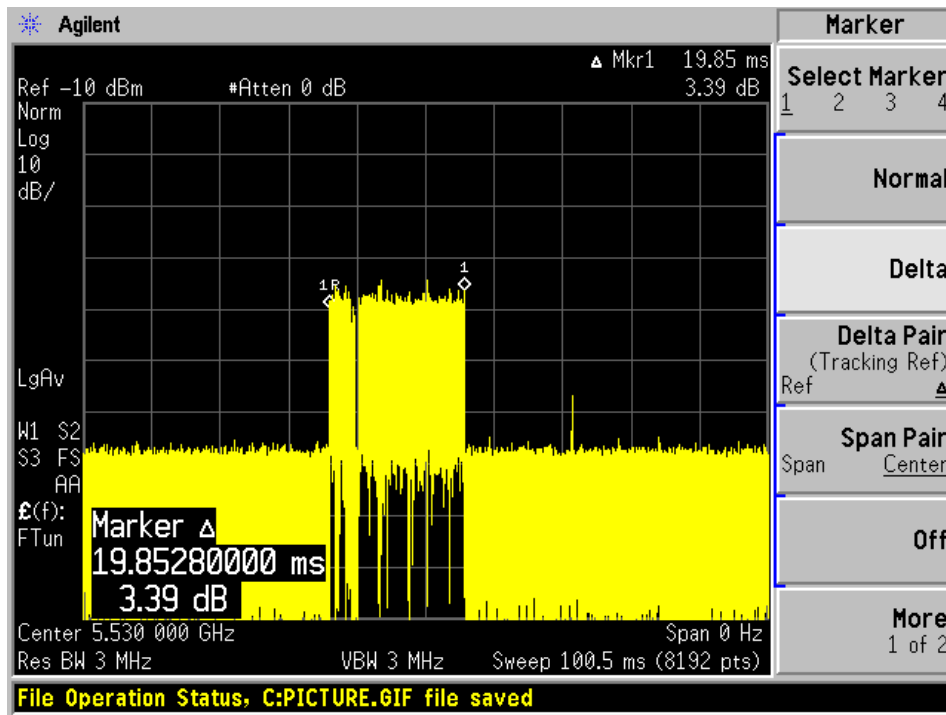 Agilent
Marker
Δ Mkr1 19.85 ms
Ref -10 dBm #Atten 0 dB 3.39 dB
Norm
Log
10
dB/
1R
1
LgAv
W1 S2
S3 FS
AA
£(f):
FTun
Marker Δ
19.85280000 ms
3.39 dB
Center 5.530 000 GHz Span 0 Hz
Res BW 3 MHz VBW 3 MHz Sweep 100.5 ms (8192 pts)
File Operation Status, C:PICTURE.GIF file saved
Select Marker
1 2 3 4
Normal
Delta
Delta Pair
(Tracking Ref)
Ref Δ
Span Pair
Span Center
Off
More
1 of 2